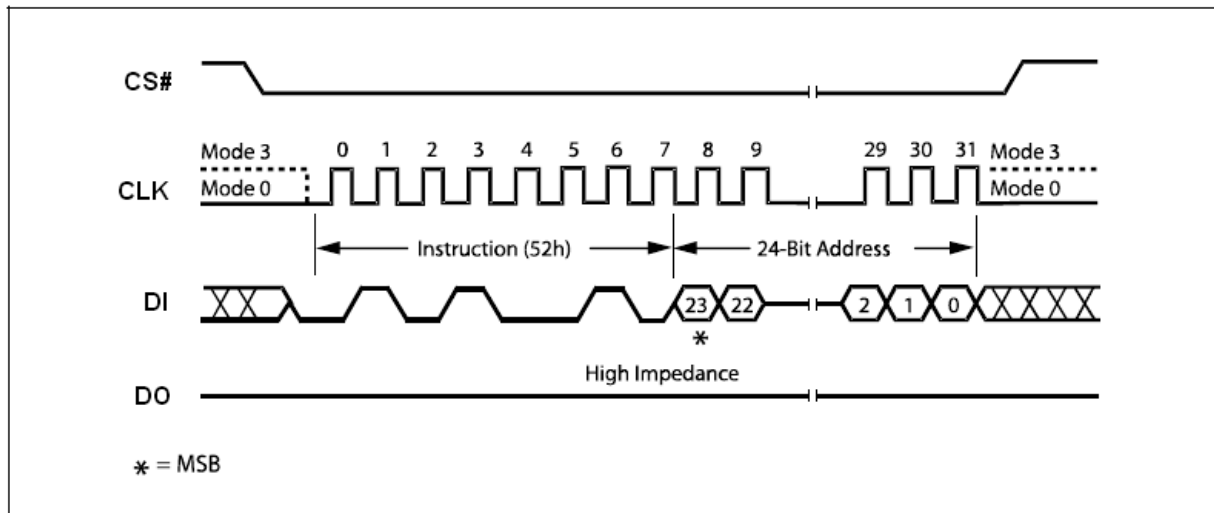 CS#
Mode 3 0 1 2 3 4 5 6 7 8 9 29 30 31 Mode 3
CLK Mode 0 Mode 0
Instruction (52h) 24-Bit Address
DI 23 22 2 1 0
*
High Impedance
DO
* = MSB